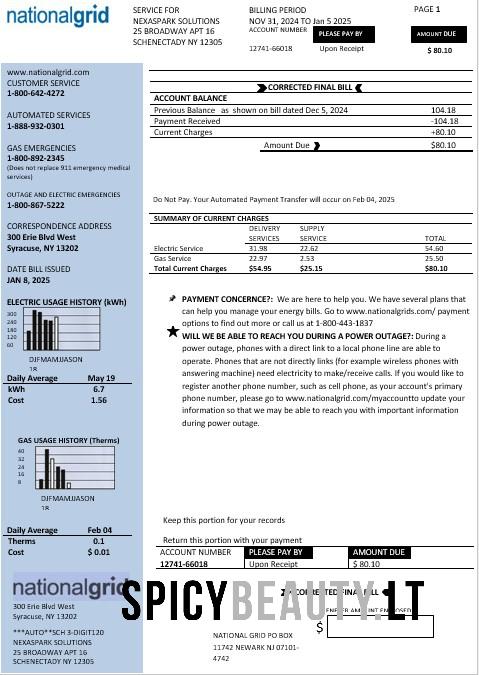 nationalgrid
SERVICE FOR
NEXASPARK SOLUTIONS
25 BROADWAY APT 16
SCHENECTADY NY 12305
BILLING PERIOD
NOV 31, 2024 TO Jan 5 2025
ACCOUNT NUMBER
PLEASE PAY BY
12741-66018
Upon Receipt
PAGE 1
AMOUNT DUE
$ 80.10
www.nationalgrid.com
CUSTOMER SERVICE
1-800-642-4272
AUTOMATED SERVICES
1-888-932-0301
GAS EMERGENCIES
1-800-892-2345
(Does not replace 911 emergency medical
services)
OUTAGE AND ELECTRIC EMERGENCIES
1-800-867-5222
CORRESPONDENCE ADDRESS
300 Erie Blvd West
Syracuse, NY 13202
DATE BILL ISSUED
JAN 8, 2025
ELECTRIC USAGE HISTORY (kWh)
300
240
180
120
60
DJFMAMJJASON
18
Daily Average May 19
kWh 6.7
Cost 1.56
GAS USAGE HISTORY (Therms)
40
32
24
16
8
DJFMAMJJASON
18
Daily Average Feb 04
Therms 0.1
Cost $ 0.01
CORRECTED FINAL BILL
ACCOUNT BALANCE
Previous Balance as shown on bill dated Dec 5, 2024 104.18
Payment Received -104.18
Current Charges +80.10
Amount Due $80.10
Do Not Pay. Your Automated Payment Transfer will occur on Feb 04, 2025
SUMMARY OF CURRENT CHARGES
DELIVERY SUPPLY
SERVICES SERVICE TOTAL
Electric Service 31.98 22.62 54.60
Gas Service 22.97 2.53 25.50
Total Current Charges $54.95 $25.15 $80.10
PAYMENT CONCERNE?: We are here to help you. We have several plans
that can help you manage your energy bills. Go to www.nationalgrids.com/ payment
options to find out more or call us at 1-800-443-1837
WILL WE BE ABLE TO REACH YOU DURING A POWER OUTAGE?: During a
power outage, phones with a direct link to a local phone line are able to
operate. Phones that are not directly links (for example wireless phones with
answering machine) need electricity to make/receive calls. If you would like to
register another phone number, such as cell phone, as your account's primary
phone number, please go to www.nationalgrid/myaccountto update your
information so that we may be able to reach you with important information
during power outage.
Keep this portion for your records
Return this portion with your payment
ACCOUNT NUMBER PLEASE PAY BY AMOUNT DUE
12741-66018 Upon Receipt $ 80.10
nationalgrid
300 Erie Blvd West
Syracuse, NY 13202
***AUTO**SCH 3-DIGIT120
NEXASPARK SOLUTIONS
25 BROADWAY APT 16
SCHENECTADY NY 12305
CORRECTED FINAL BILL
SPICYBEAUTY.LT
ENTER AMOUNT ENCLOSED
$
NATIONAL GRID PO BOX
11742 NEWARK NJ 07101-
4742